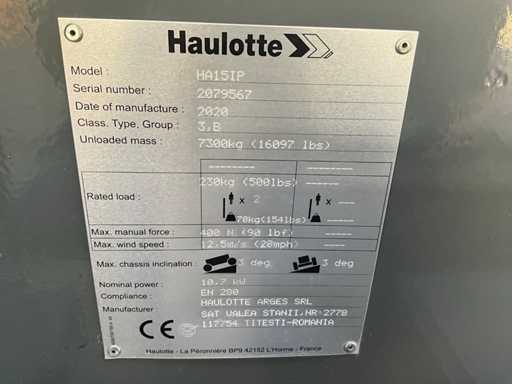 Haulotte
Model : HA15IP
Serial number : 2079567
Date of manufacture : 2020
Class. Type, Group : 3.B
Unloaded mass : 7300kg (16097 lbs)
-------- --------
230kg (500lbs) ------
Rated load : x 2 x ---
70kg(154lbs) ------
Max. manual force : 400 N (90 lbf) ------
Max. wind speed : 12.5m/s (28mph) ------
Max. chassis inclination : 3 deg 3 deg
Nominal power : 10.7 kW
Compliance : EN 280
Manufacturer HAULOTTE ARGES SRL
SAT VALEA STANII,NR 277B
CE 117754 TITESTI-ROMANIA
Haulotte - La Péronnière BP9 42152 L'Horme - France